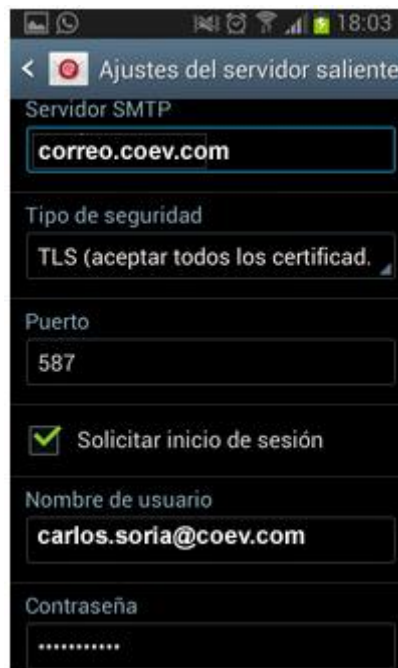 18:03
Ajustes del servidor saliente
Servidor SMTP
correo.coev.com
Tipo de seguridad
TLS (aceptar todos los certificad.
Puerto
587
Solicitar inicio de sesión
Nombre de usuario
carlos.soria@coev.com
Contraseña
•••••••••••